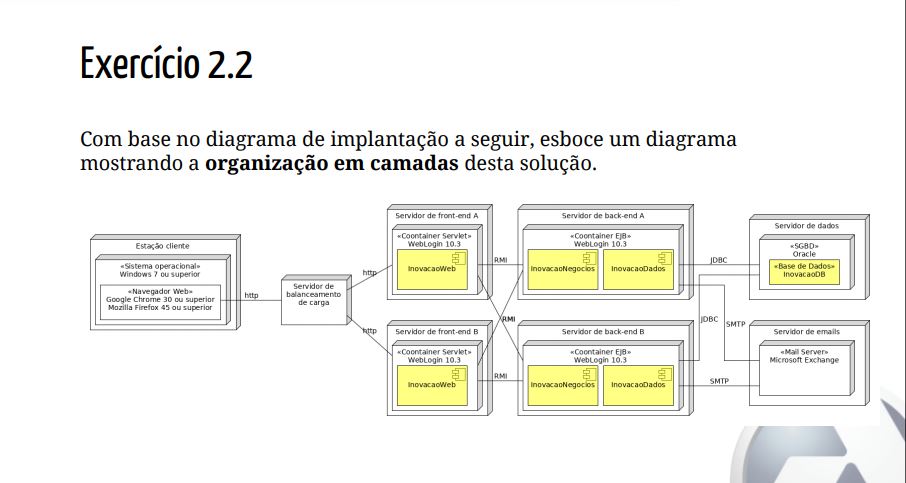 Exercício 2.2
Com base no diagrama de implantação a seguir, esboce um diagrama
mostrando a organização em camadas desta solução.
Estação cliente
«Sistema operacional»
Windows 7 ou superior
«Navegador Web»
Google Chrome 30 ou superior
Mozilla Firefox 45 ou superior
http
Servidor de
balanceamento
de carga
http
http
Servidor de front-end A
«Coontainer Servlet»
WebLogin 10.3
InovacaoWeb
RMI
Servidor de back-end A
«Coontainer EJB»
WebLogin 10.3
InovacaoNegocios
InovacaoDados
JDBC
Servidor de dados
«SGBD»
Oracle
«Base de Dados»
InovacaoDB
RMI
JDBC
SMTP
Servidor de front-end B
«Coontainer Servlet»
WebLogin 10.3
InovacaoWeb
RMI
Servidor de back-end B
«Coontainer EJB»
WebLogin 10.3
InovacaoNegocios
InovacaoDados
SMTP
Servidor de emails
«Mail Server»
Microsoft Exchange